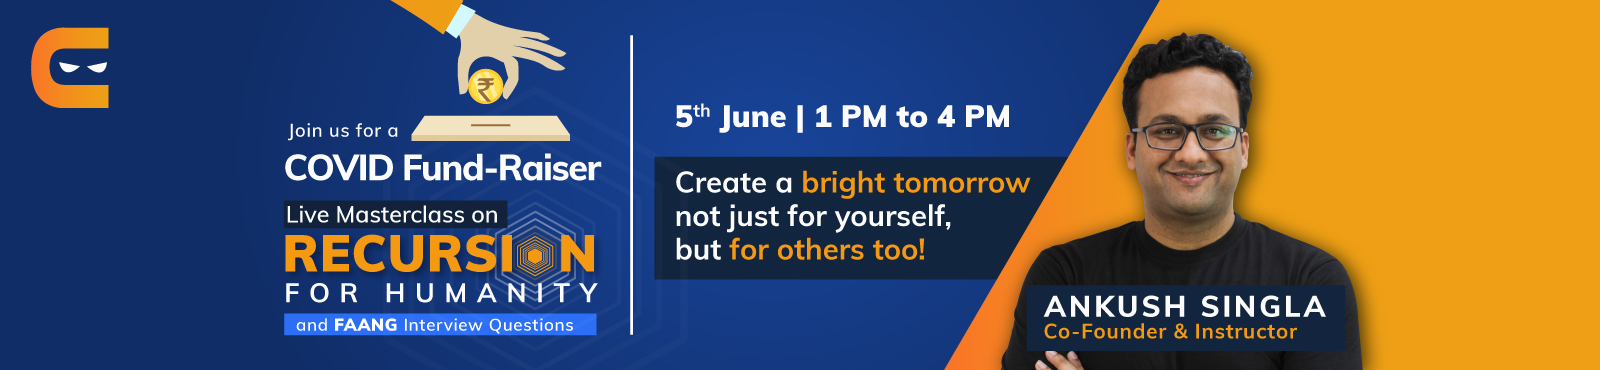 Join us for a
COVID Fund-Raiser
Live Masterclass on
RECURSION
FOR HUMANITY
and FAANG Interview Questions
5th June | 1 PM to 4 PM
Create a bright tomorrow
not just for yourself,
but for others too!
ANKUSH SINGLA
Co-Founder & Instructor
₹